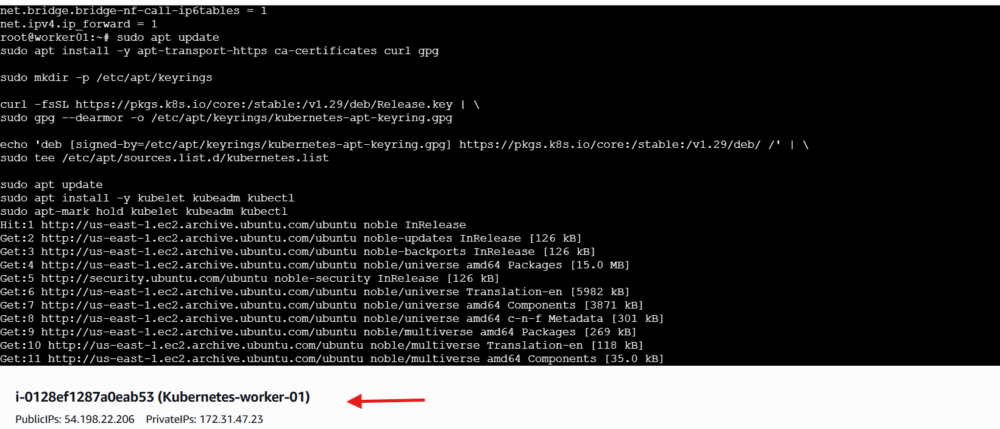 net.bridge.bridge-nf-call-ip6tables = 1
net.ipv4.ip_forward = 1
root@worker01:~# sudo apt update
sudo apt install -y apt-transport-https ca-certificates curl gpg
sudo mkdir -p /etc/apt/keyrings
curl -fsSL https://pkgs.k8s.io/core:/stable:/v1.29/deb/Release.key | \
sudo gpg --dearmor -o /etc/apt/keyrings/kubernetes-apt-keyring.gpg
echo 'deb [signed-by=/etc/apt/keyrings/kubernetes-apt-keyring.gpg] https://pkgs.k8s.io/core:/stable:/v1.29/deb/ /' | \
sudo tee /etc/apt/sources.list.d/kubernetes.list
sudo apt update
sudo apt install -y kubelet kubeadm kubectl
sudo apt-mark hold kubelet kubeadm kubectl
Hit:1 http://us-east-1.ec2.archive.ubuntu.com/ubuntu noble InRelease
Get:2 http://us-east-1.ec2.archive.ubuntu.com/ubuntu noble-updates InRelease [126 kB]
Get:3 http://us-east-1.ec2.archive.ubuntu.com/ubuntu noble-backports InRelease [126 kB]
Get:4 http://us-east-1.ec2.archive.ubuntu.com/ubuntu noble/universe amd64 Packages [15.0 MB]
Get:5 http://security.ubuntu.com/ubuntu noble-security InRelease [126 kB]
Get:6 http://us-east-1.ec2.archive.ubuntu.com/ubuntu noble/universe Translation-en [5982 kB]
Get:7 http://us-east-1.ec2.archive.ubuntu.com/ubuntu noble/universe amd64 Components [3871 kB]
Get:8 http://us-east-1.ec2.archive.ubuntu.com/ubuntu noble/universe amd64 c-n-f Metadata [301 kB]
Get:9 http://us-east-1.ec2.archive.ubuntu.com/ubuntu noble/multiverse amd64 Packages [269 kB]
Get:10 http://us-east-1.ec2.archive.ubuntu.com/ubuntu noble/multiverse Translation-en [118 kB]
Get:11 http://us-east-1.ec2.archive.ubuntu.com/ubuntu noble/multiverse amd64 Components [35.0 kB]
i-0128ef1287a0eab53 (Kubernetes-worker-01)
PublicIPs: 54.198.22.206 PrivateIPs: 172.31.47.23